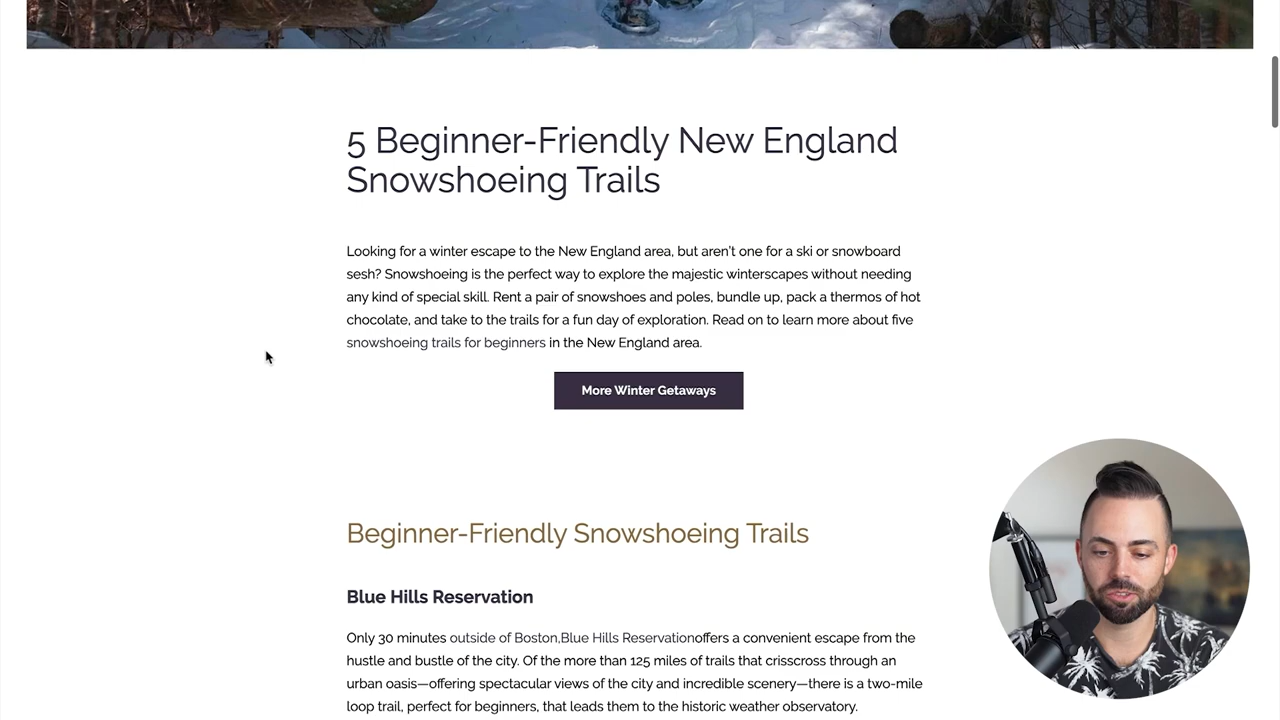 5 Beginner-Friendly New England
Snowshoeing Trails
Looking for a winter escape to the New England area, but aren't one for a ski or snowboard
sesh? Snowshoeing is the perfect way to explore the majestic winterscapes without needing
any kind of special skill. Rent a pair of snowshoes and poles, bundle up, pack a thermos of hot
chocolate, and take to the trails for a fun day of exploration. Read on to learn more about five
snowshoeing trails for beginners in the New England area.
More Winter Getaways
Beginner-Friendly Snowshoeing Trails
Blue Hills Reservation
Only 30 minutes outside of Boston,Blue Hills Reservationoffers a convenient escape from the
hustle and bustle of the city. Of the more than 125 miles of trails that crisscross through an
urban oasis—offering spectacular views of the city and incredible scenery—there is a two-mile
loop trail, perfect for beginners, that leads them to the historic weather observatory.